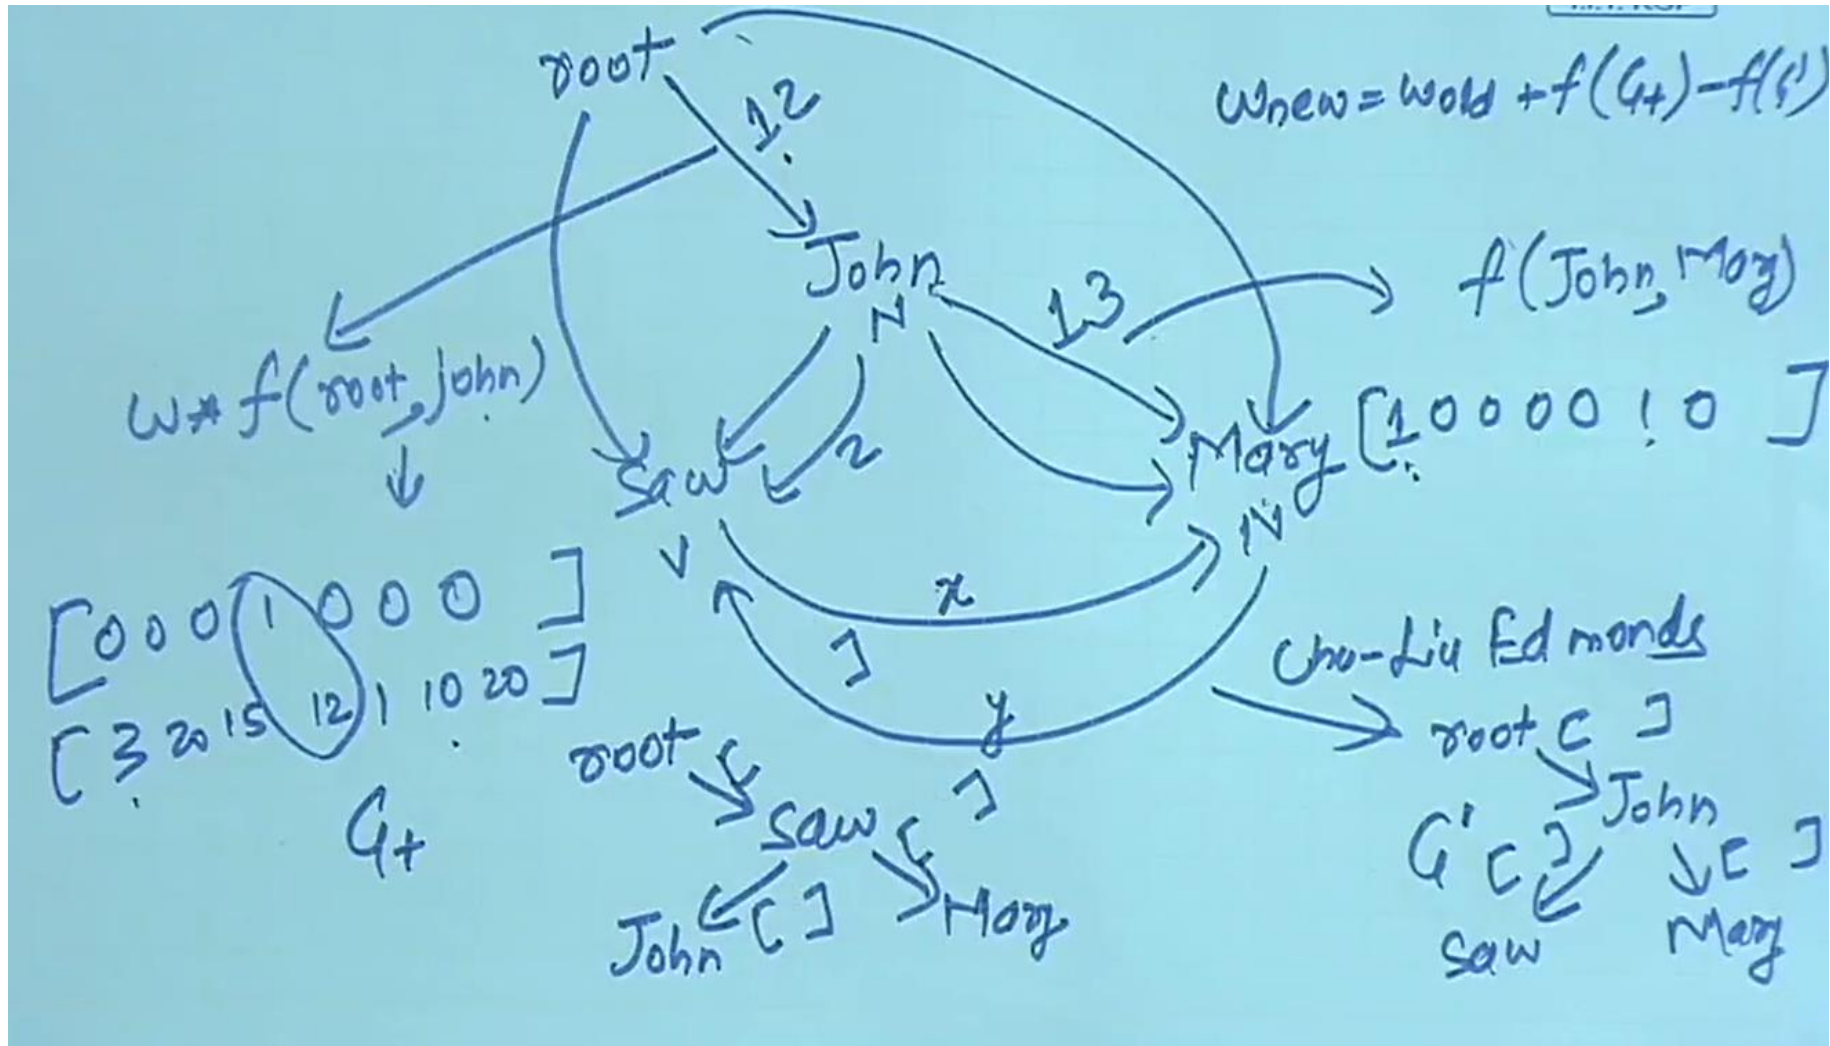 I.I.T. KGP
root
12
wnew = wold + f(G+) - f(G')
John
N
13
f(John, Mary)
w* f(root, john)
saw
V
2
Mary
N
[1 0 0 0 0 1 0 ]
x
y
[0 0 0 1 0 0 0 ]
[3 20 15 12 1 10 20]
G+
root [
]
saw [
]
John [ ]
Mary
Chu-Liu Edmonds
root [ ]
John
G' [ ]
[ ]
saw
Mary